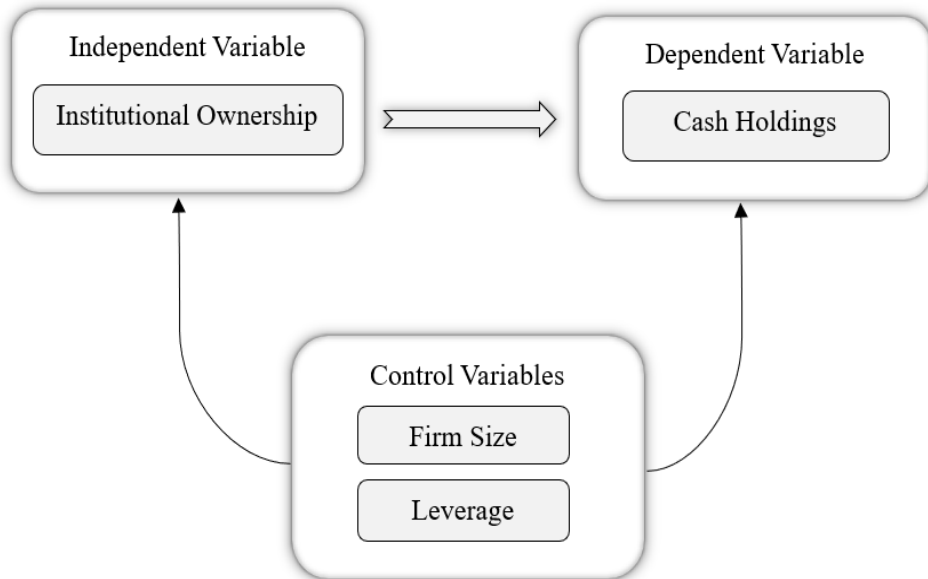 Independent Variable
Institutional Ownership
Dependent Variable
Cash Holdings
Control Variables
Firm Size
Leverage